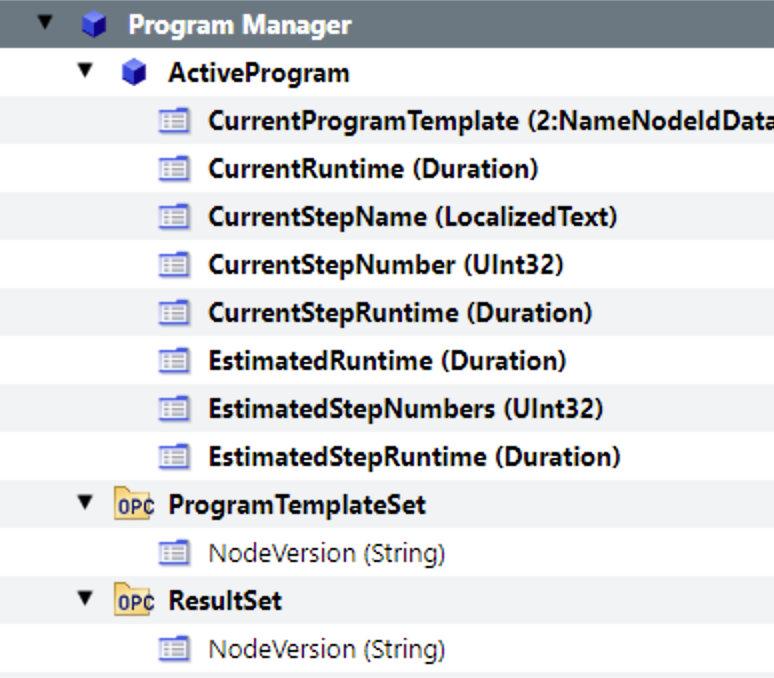 Program Manager
ActiveProgram
CurrentProgramTemplate (2:NameNodeIdData
CurrentRuntime (Duration)
CurrentStepName (LocalizedText)
CurrentStepNumber (UInt32)
CurrentStepRuntime (Duration)
EstimatedRuntime (Duration)
EstimatedStepNumbers (UInt32)
EstimatedStepRuntime (Duration)
OPC ProgramTemplateSet
NodeVersion (String)
OPC ResultSet
NodeVersion (String)